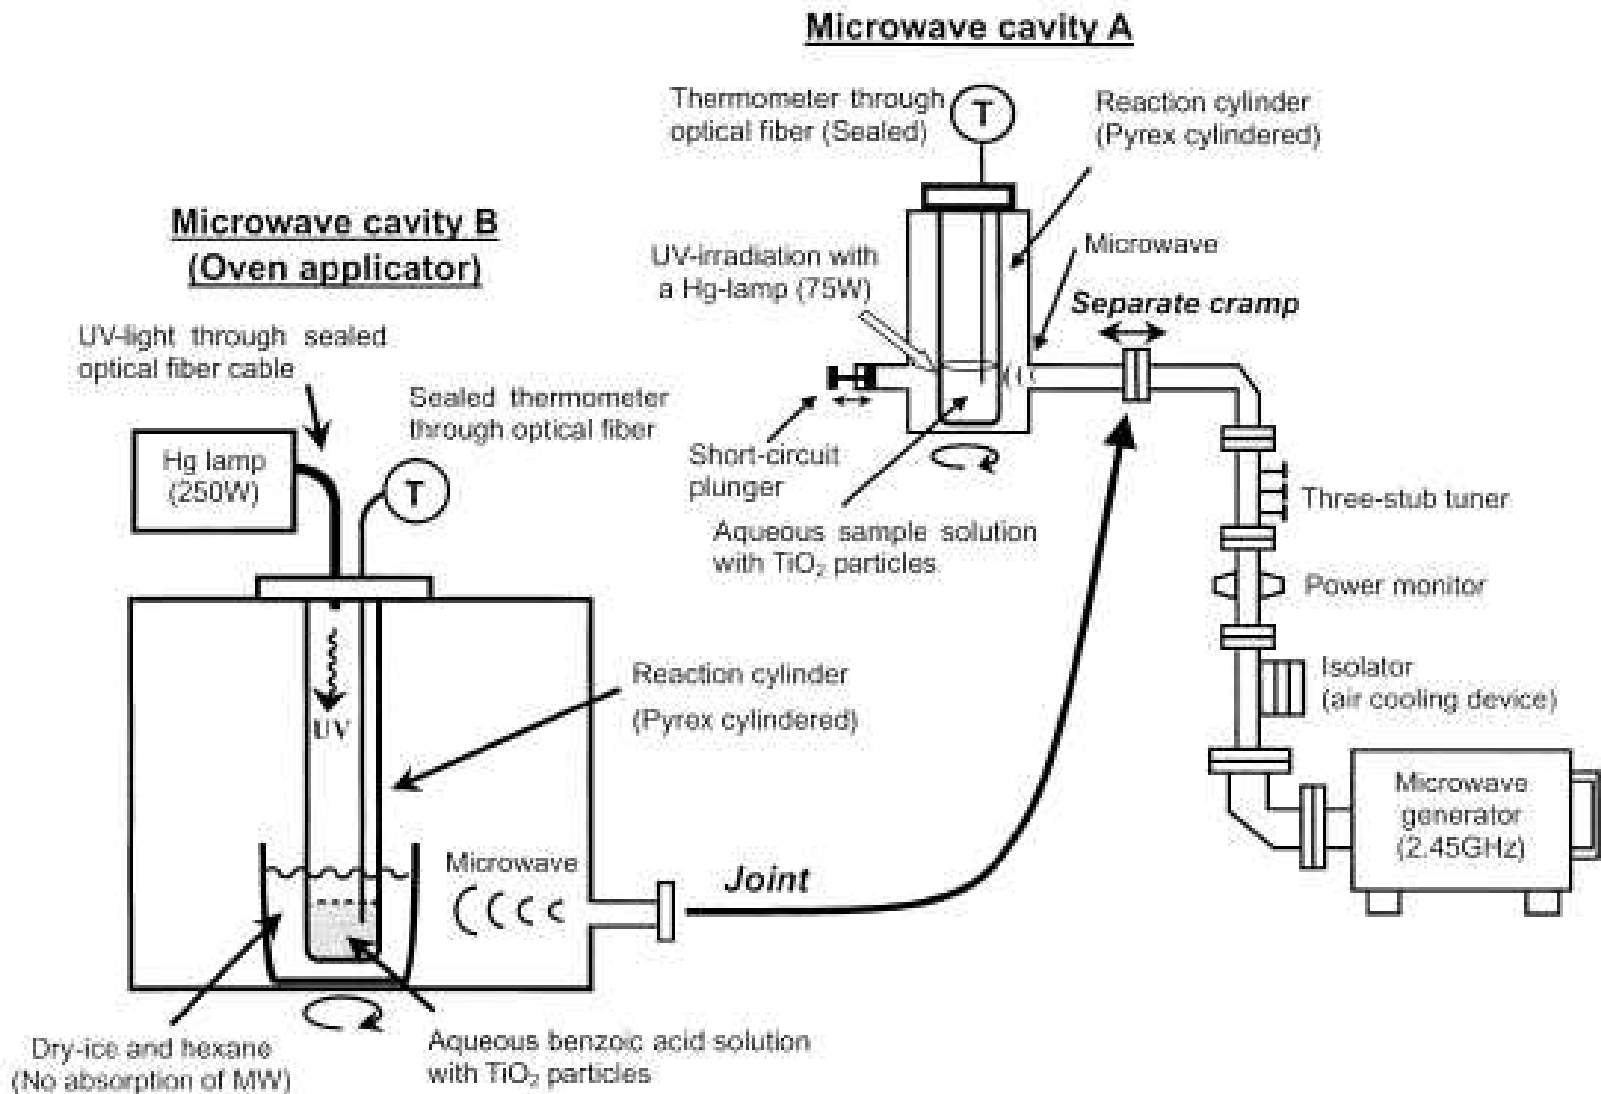 Microwave cavity A
Thermometer through
optical fiber (Sealed)
T
Reaction cylinder
(Pyrex cylindered)
Microwave cavity B
(Oven applicator)
UV-irradiation with
a Hg-lamp (75W)
Microwave
Separate cramp
UV-light through sealed
optical fiber cable
Sealed thermometer
through optical fiber
Hg lamp
(250W)
T
Short-circuit
plunger
Aqueous sample solution
with TiO₂ particles
Three-stub tuner
Power monitor
Isolator
(air cooling device)
Reaction cylinder
(Pyrex cylindered)
UV
Microwave
generator
(2.45GHz)
Microwave
Joint
Dry-ice and hexane
(No absorption of MW)
Aqueous benzoic acid solution
with TiO₂ particles